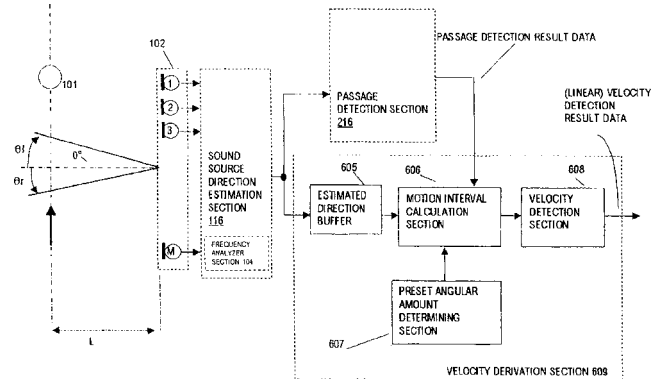 102
101
1
2
3
M
θf
0°
θr
L
SOUND
SOURCE
DIRECTION
ESTIMATION
SECTION
116
FREQUENCY
ANALYZER
SECTION 104
PASSAGE
DETECTION SECTION
216
PASSAGE DETECTION RESULT DATA
(LINEAR) VELOCITY
DETECTION
RESULT DATA
605
ESTIMATED
DIRECTION
BUFFER
606
MOTION INTERVAL
CALCULATION
SECTION
608
VELOCITY
DETECTION
SECTION
PRESET ANGULAR
AMOUNT
DETERMINING
SECTION
607
VELOCITY DERIVATION SECTION 609